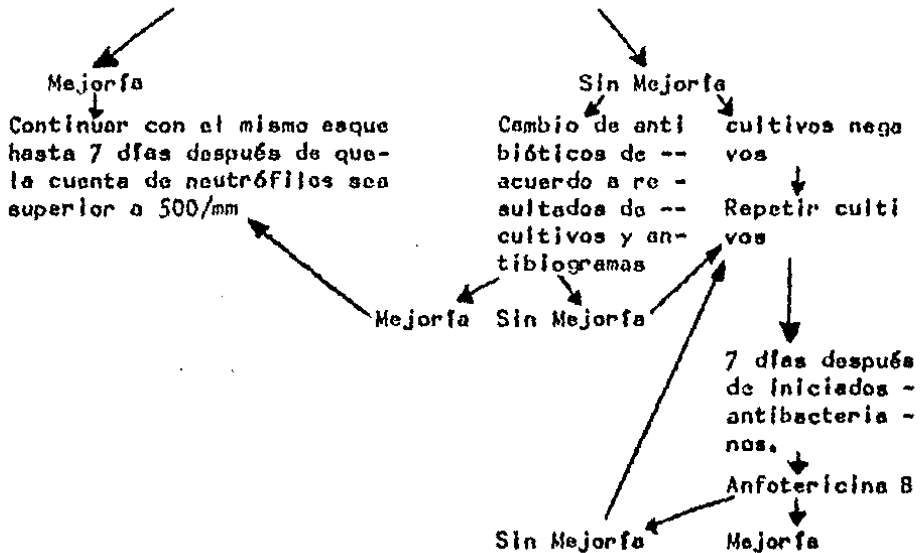 Mejoría
Sin Mejoría
Continuar con el mismo esque
hasta 7 días después de que-
la cuenta de neutrófilos sea
superior a 500/mm
Cambio de anti
bióticos de --
acuerdo a re -
sultados de --
cultivos y an-
tibiogramas
cultivos nega
vos
Repetir culti
vos
Mejoría
Sin Mejoría
7 días después
de iniciados -
antibacteria -
nos.
Anfotericina B
Sin Mejoría
Mejoría